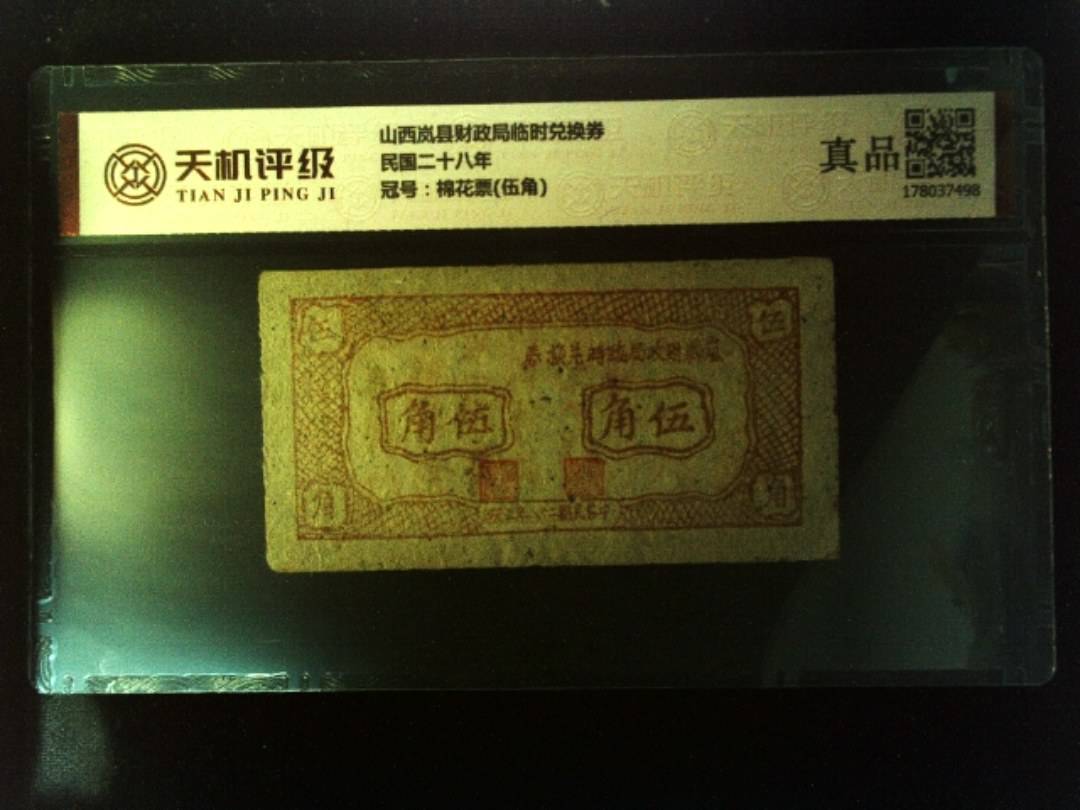 天机评级
TIAN JI PING JI
山西岚县财政局临时兑换券
民国二十八年
冠号：棉花票(伍角)
真品
178037498
伍
伍
角伍
角伍
角
角